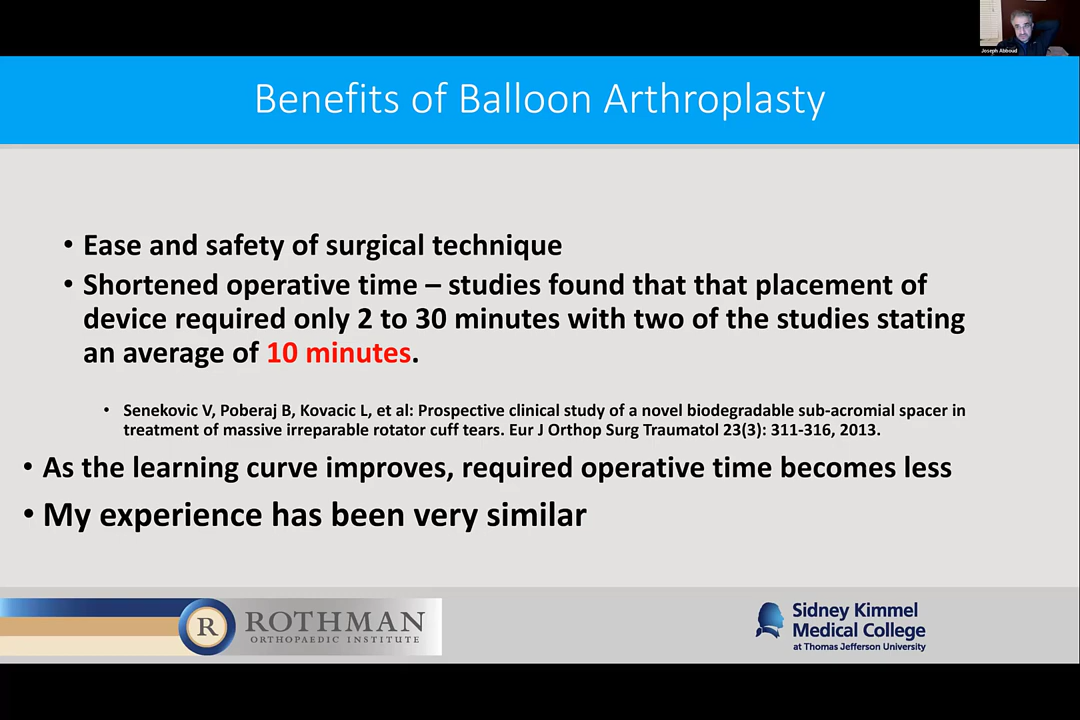 Joseph Abboud
Benefits of Balloon Arthroplasty
• Ease and safety of surgical technique
• Shortened operative time – studies found that that placement of
device required only 2 to 30 minutes with two of the studies stating
an average of 10 minutes.
• Senekovic V, Poberaj B, Kovacic L, et al: Prospective clinical study of a novel biodegradable sub-acromial spacer in
treatment of massive irreparable rotator cuff tears. Eur J Orthop Surg Traumatol 23(3): 311-316, 2013.
• As the learning curve improves, required operative time becomes less
• My experience has been very similar
R
ROTHMAN
ORTHOPAEDIC INSTITUTE
Sidney Kimmel
Medical College
at Thomas Jefferson University